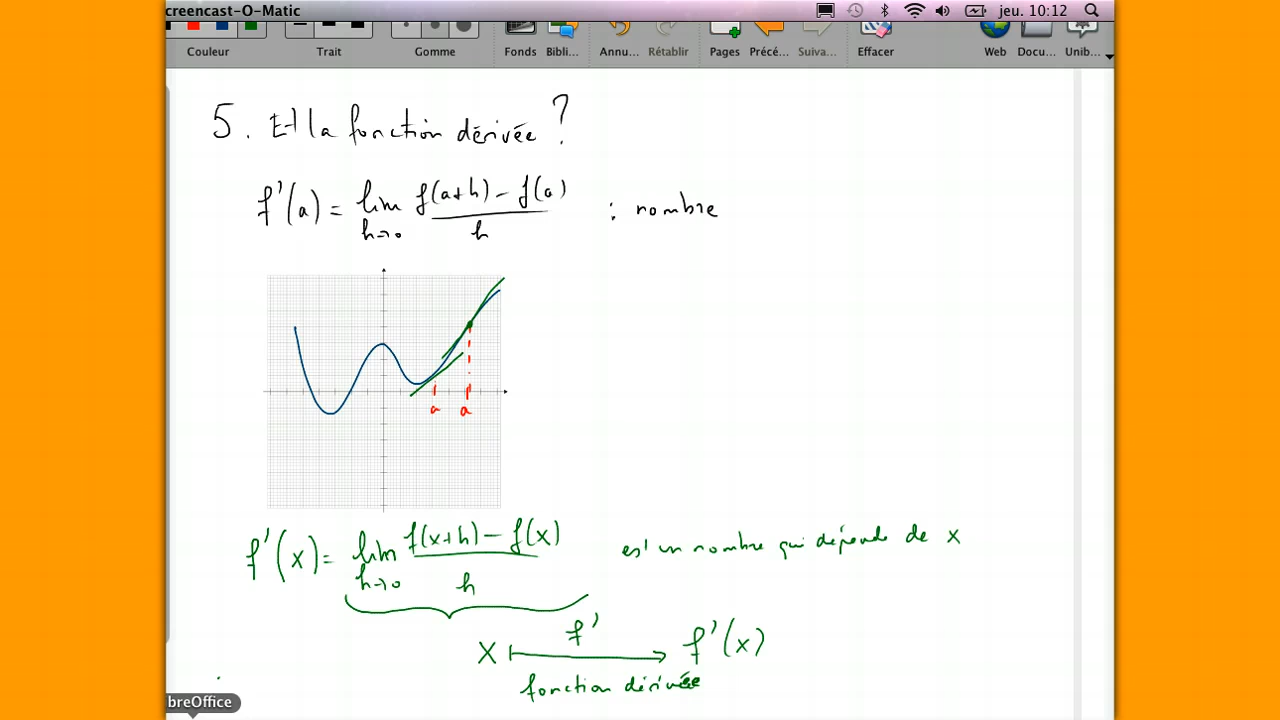 creencast-O-Matic
jeu. 10:12
Couleur Trait Gomme Fonds Bibli... Annu... Rétablir Pages Précé... Suiva... Effacer Web Docu... Unib...
5. Et la fonction dérivée ?
f'(a) = lim h→0 f(a+h) - f(a) / h : nombre
a a
f'(x) = lim h→0 f(x+h) - f(x) / h est un nombre qui dépende de x
f'
x ↦ f'(x)
fonction dérivée
breOffice